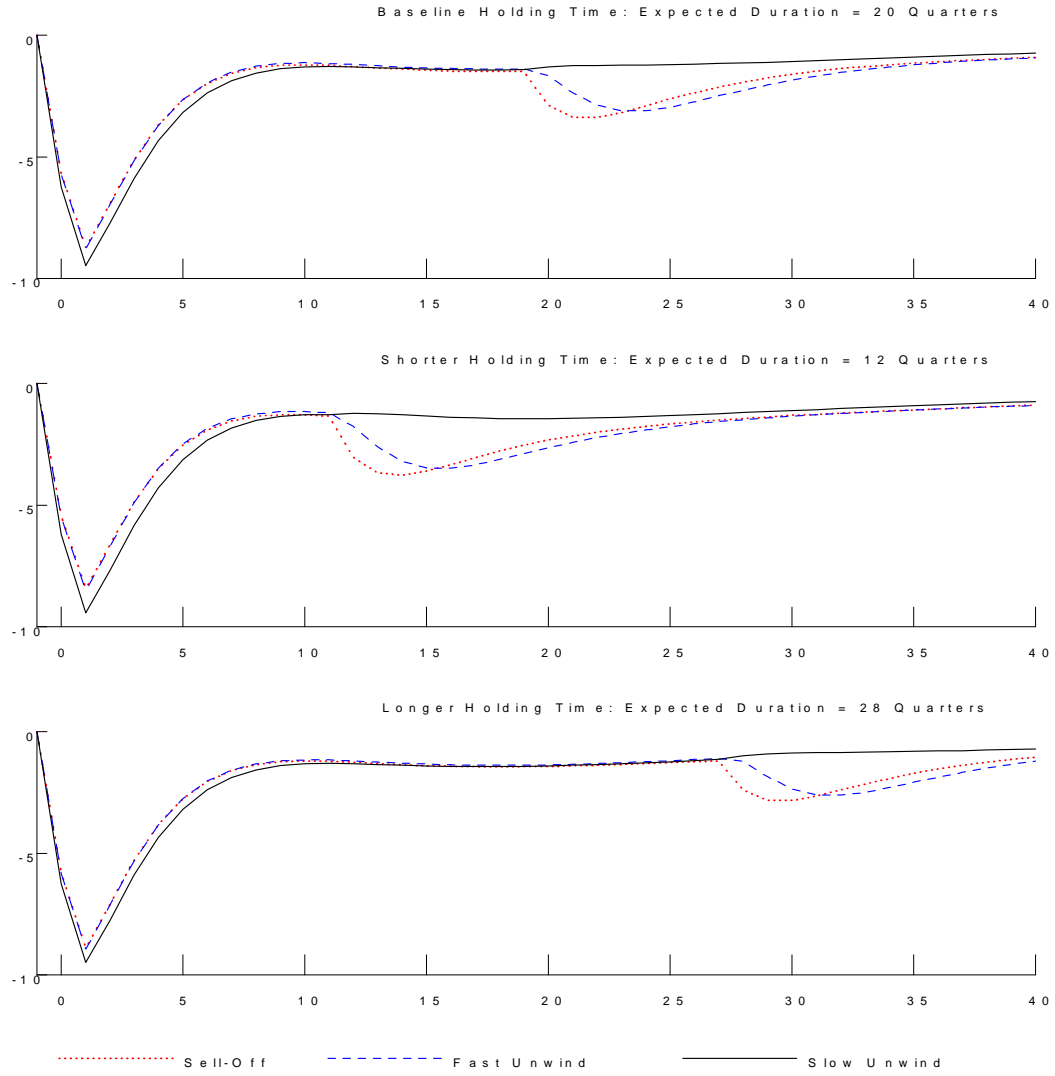 Baseline Holding Time: Expected Duration = 20 Quarters
0
-5
-10
0 5 10 15 20 25 30 35 40
Shorter Holding Time: Expected Duration = 12 Quarters
0
-5
-10
0 5 10 15 20 25 30 35 40
Longer Holding Time: Expected Duration = 28 Quarters
0
-5
-10
0 5 10 15 20 25 30 35 40
Sell-Off Fast Unwind Slow Unwind